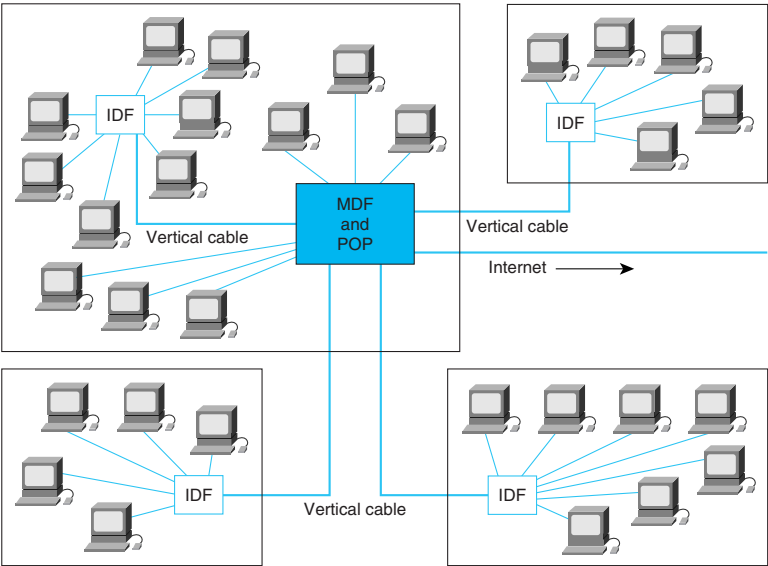 IDF
IDF
MDF
and
POP
Vertical cable
Vertical cable
Internet
IDF
IDF
Vertical cable